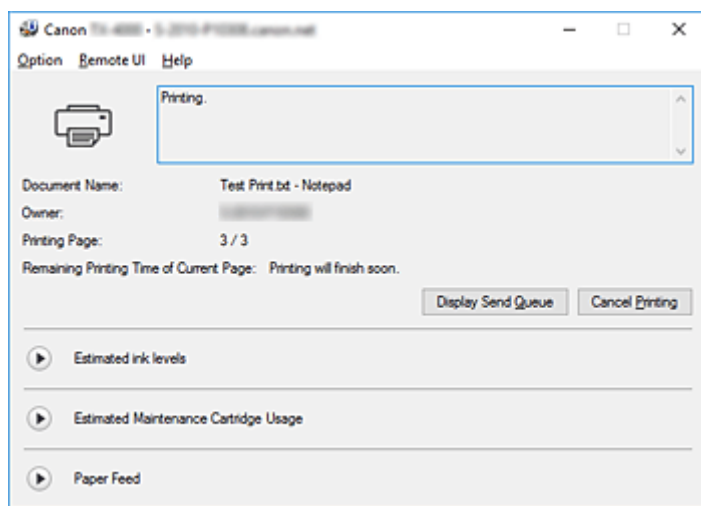 Canon
Option Remote UI Help
Printing.
Document Name: Test Print.txt - Notepad
Owner:
Printing Page: 3 / 3
Remaining Printing Time of Current Page: Printing will finish soon.
Display Send Queue Cancel Printing
Estimated ink levels
Estimated Maintenance Cartridge Usage
Paper Feed